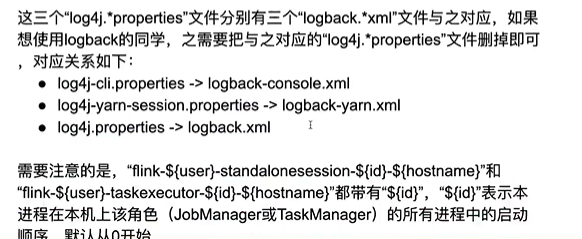 这三个“log4j.*properties”文件分别有三个“logback.*xml”文件与之对应，如果
想使用logback的同学，之需要把与之对应的“log4j.*properties”文件删掉即可
，对应关系如下：
● log4j-cli.properties -> logback-console.xml
● log4j-yarn-session.properties -> logback-yarn.xml
● log4j.properties -> logback.xml
需要注意的是，“flink-${user}-standalonesession-${id}-${hostname}”和
“flink-${user}-taskexecutor-${id}-${hostname}”都带有“${id}”，“${id}”表示本
进程在本机上该角色（JobManager或TaskManager）的所有进程中的启动
顺序，默认从0开始